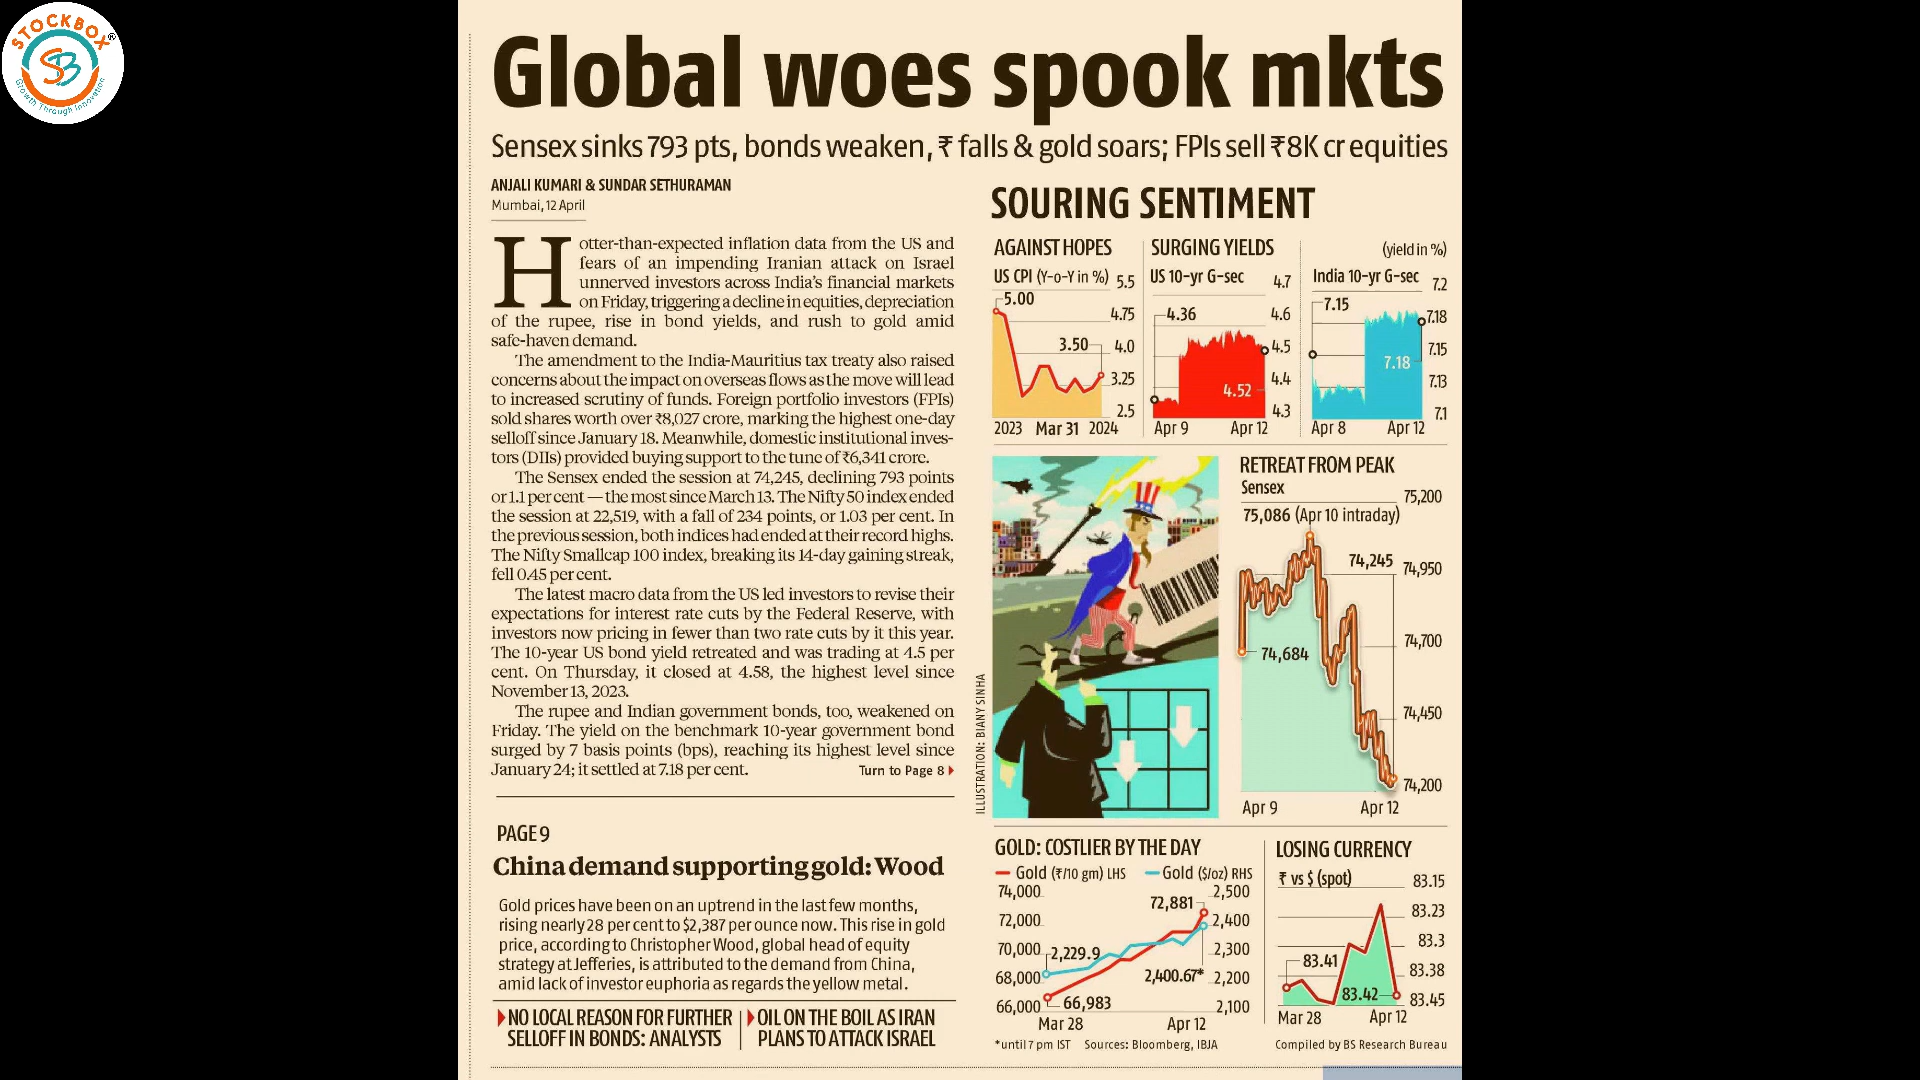 STOCKBOX®
SB
Growth Through Innovation
Global woes spook mkts
Sensex sinks 793 pts, bonds weaken, ₹ falls & gold soars; FPIs sell ₹8K cr equities
ANJALI KUMARI & SUNDAR SETHURAMAN
Mumbai, 12 April
Hotter-than-expected inflation data from the US and
fears of an impending Iranian attack on Israel
unnerved investors across India's financial markets
on Friday, triggering a decline in equities, depreciation
of the rupee, rise in bond yields, and rush to gold amid
safe-haven demand.
The amendment to the India-Mauritius tax treaty also raised
concerns about the impact on overseas flows as the move will lead
to increased scrutiny of funds. Foreign portfolio investors (FPIs)
sold shares worth over ₹8,027 crore, marking the highest one-day
selloff since January 18. Meanwhile, domestic institutional inves-
tors (DIIs) provided buying support to the tune of ₹6,341 crore.
The Sensex ended the session at 74,245, declining 793 points
or 1.1 per cent — the most since March 13. The Nifty 50 index ended
the session at 22,519, with a fall of 234 points, or 1.03 per cent. In
the previous session, both indices had ended at their record highs.
The Nifty Smallcap 100 index, breaking its 14-day gaining streak,
fell 0.45 per cent.
The latest macro data from the US led investors to revise their
expectations for interest rate cuts by the Federal Reserve, with
investors now pricing in fewer than two rate cuts by it this year.
The 10-year US bond yield retreated and was trading at 4.5 per
cent. On Thursday, it closed at 4.58, the highest level since
November 13, 2023.
The rupee and Indian government bonds, too, weakened on
Friday. The yield on the benchmark 10-year government bond
surged by 7 basis points (bps), reaching its highest level since
January 24; it settled at 7.18 per cent.
Turn to Page 8
PAGE 9
China demand supporting gold: Wood
Gold prices have been on an uptrend in the last few months,
rising nearly 28 per cent to $2,387 per ounce now. This rise in gold
price, according to Christopher Wood, global head of equity
strategy at Jefferies, is attributed to the demand from China,
amid lack of investor euphoria as regards the yellow metal.
NO LOCAL REASON FOR FURTHER
SELLOFF IN BONDS: ANALYSTS
OIL ON THE BOIL AS IRAN
PLANS TO ATTACK ISRAEL
SOURING SENTIMENT
AGAINST HOPES
US CPI (Y-o-Y in %)
5.5
5.00
4.75
3.50
4.0
3.25
2.5
2023 Mar 31 2024
SURGING YIELDS
US 10-yr G-sec
4.7
4.36
4.6
4.5
4.4
4.52
4.3
Apr 9 Apr 12
(yield in %)
India 10-yr G-sec
7.2
7.15
7.18
7.15
7.18
7.13
7.1
Apr 8 Apr 12
ILLUSTRATION: BIANY SINHA
RETREAT FROM PEAK
Sensex
75,200
75,086 (Apr 10 intraday)
74,245
74,950
74,700
74,684
74,450
74,200
Apr 9 Apr 12
GOLD: COSTLIER BY THE DAY
Gold (₹/10 gm) LHS
Gold ($/oz) RHS
74,000
2,500
72,881
72,000
2,400
70,000
2,229.9
2,300
68,000
2,400.67*
2,200
66,000
66,983
2,100
Mar 28 Apr 12
*until 7 pm IST Sources: Bloomberg, IBJA
LOSING CURRENCY
₹ vs $ (spot)
83.15
83.23
83.3
83.41
83.38
83.42
83.45
Mar 28 Apr 12
Compiled by BS Research Bureau